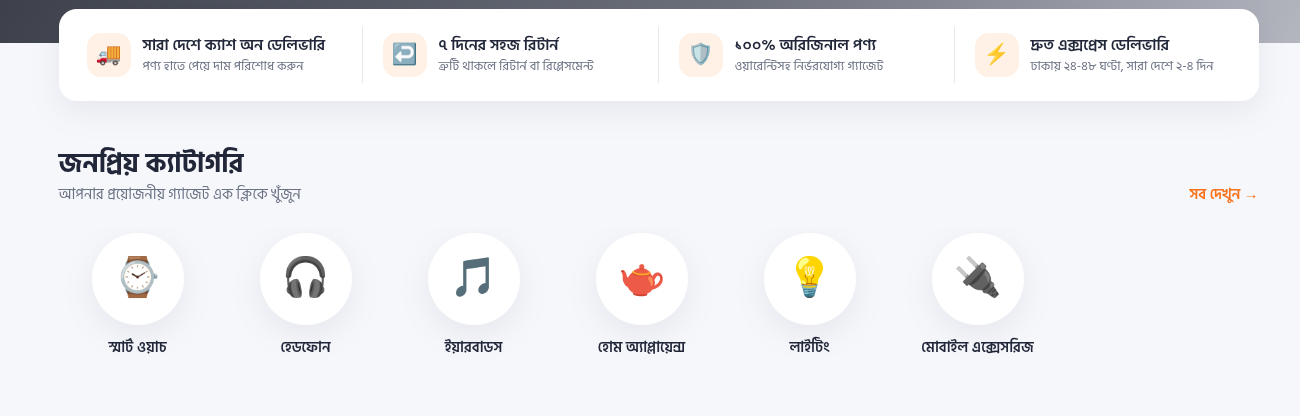 সারা দেশে ক্যাশ অন ডেলিভারি
পণ্য হাতে পেয়ে দাম পরিশোধ করুন
৭ দিনের সহজ রিটার্ন
ত্রুটি থাকলে রিটার্ন বা রিপ্লেসমেন্ট
১০০% অরিজিনাল পণ্য
ওয়ারেন্টিসহ নির্ভরযোগ্য গ্যাজেট
দ্রুত এক্সপ্রেস ডেলিভারি
ঢাকায় ২৪-৪৮ ঘণ্টা, সারা দেশে ২-৪ দিন
জনপ্রিয় ক্যাটাগরি
আপনার প্রয়োজনীয় গ্যাজেট এক ক্লিকে খুঁজুন
সব দেখুন →
স্মার্ট ওয়াচ
হেডফোন
ইয়ারবাডস
হোম অ্যাপ্লায়েন্স
লাইটিং
মোবাইল এক্সেসরিজ